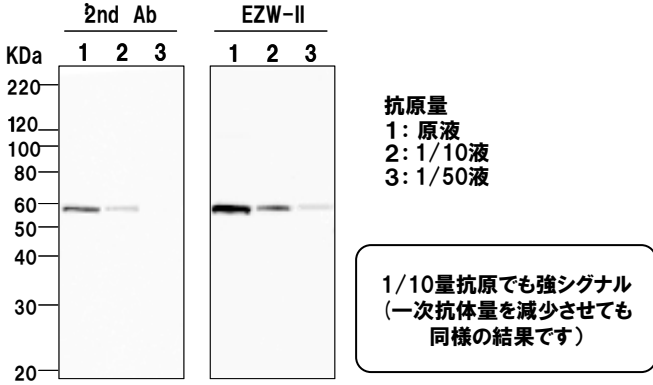 2nd Ab
EZW-II
KDa
1 2 3
1 2 3
220
120
100
80
60
50
40
30
20
抗原量
1: 原液
2: 1/10液
3: 1/50液
1/10量抗原でも強シグナル
(一次抗体量を減少させても
同様の結果です)